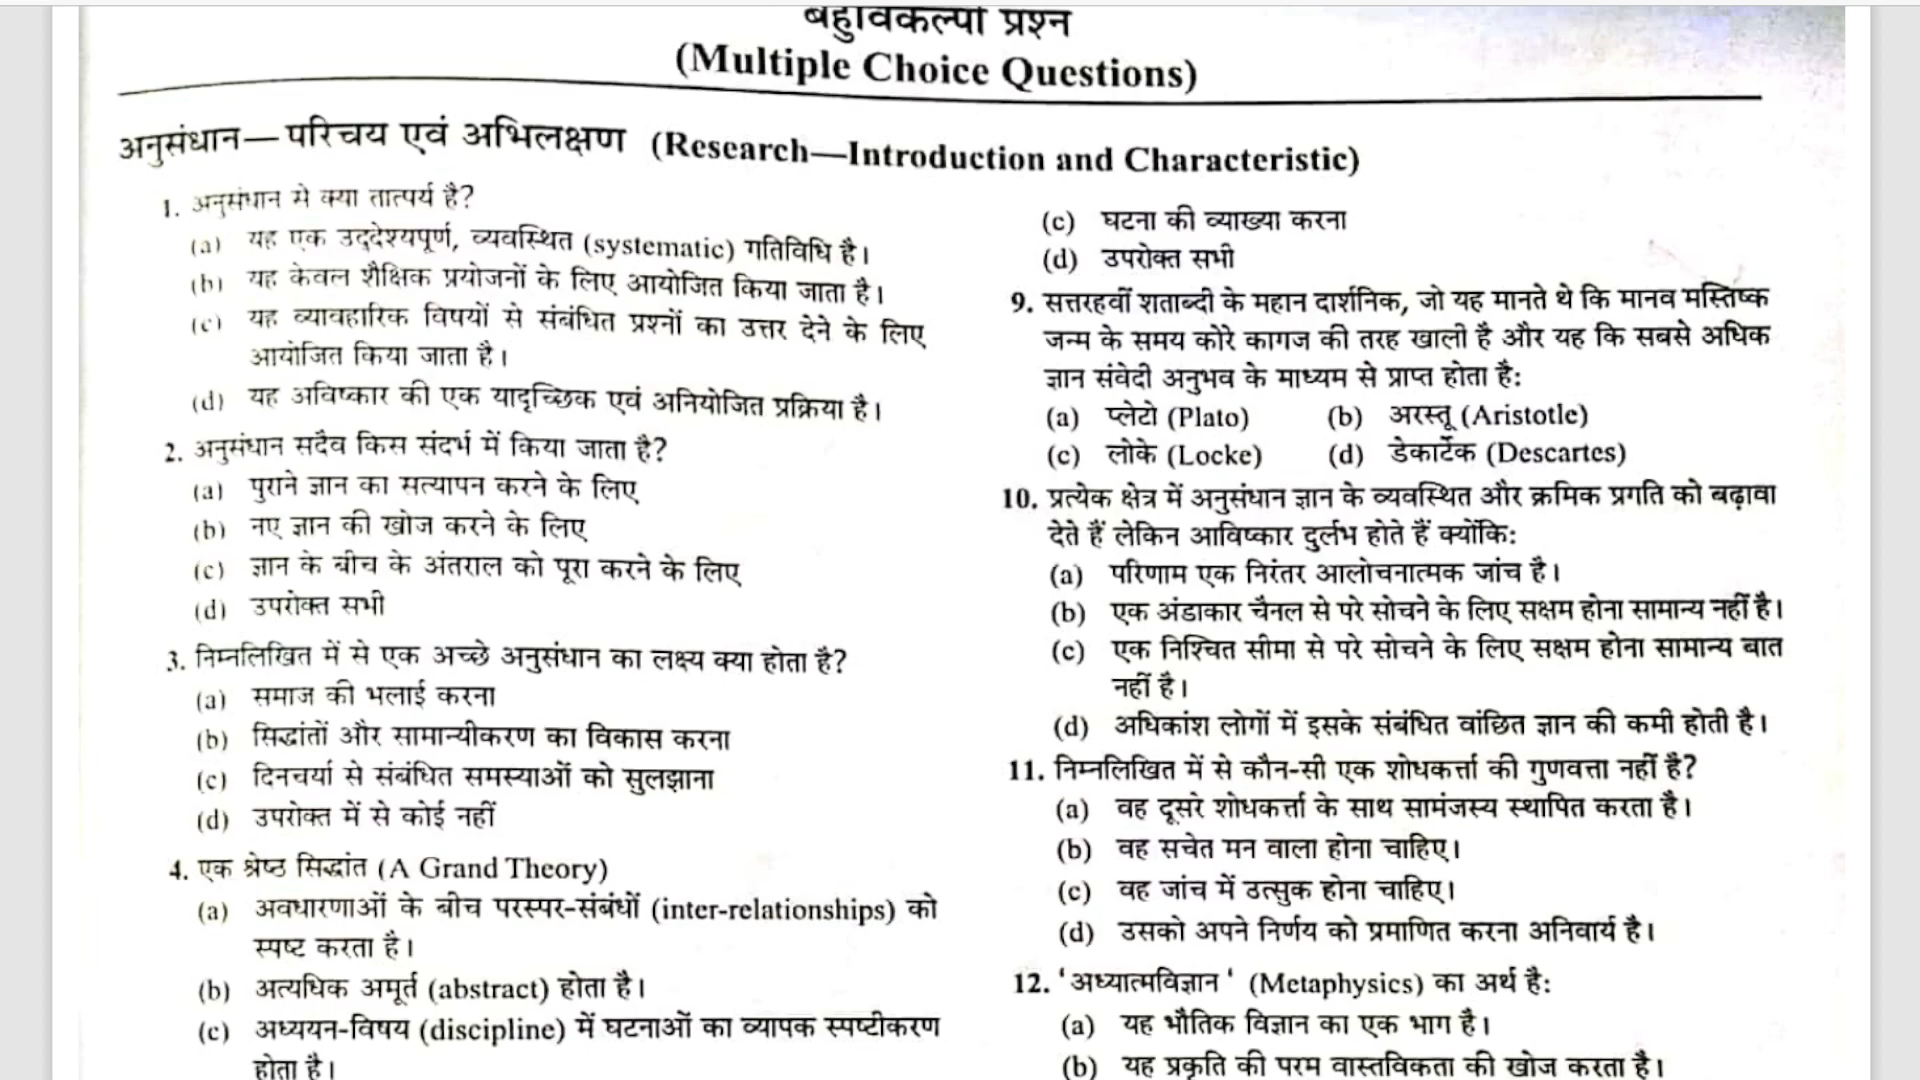 बहुविकल्पी प्रश्न
(Multiple Choice Questions)
अनुसंधान—परिचय एवं अभिलक्षण (Research—Introduction and Characteristic)
1. अनुसंधान से क्या तात्पर्य है?
(a) यह एक उद्देश्यपूर्ण, व्यवस्थित (systematic) गतिविधि है।
(b) यह केवल शैक्षिक प्रयोजनों के लिए आयोजित किया जाता है।
(c) यह व्यावहारिक विषयों से संबंधित प्रश्नों का उत्तर देने के लिए
आयोजित किया जाता है।
(d) यह अविष्कार की एक यादृच्छिक एवं अनियोजित प्रक्रिया है।
2. अनुसंधान सदैव किस संदर्भ में किया जाता है?
(a) पुराने ज्ञान का सत्यापन करने के लिए
(b) नए ज्ञान की खोज करने के लिए
(c) ज्ञान के बीच के अंतराल को पूरा करने के लिए
(d) उपरोक्त सभी
3. निम्नलिखित में से एक अच्छे अनुसंधान का लक्ष्य क्या होता है?
(a) समाज की भलाई करना
(b) सिद्धांतों और सामान्यीकरण का विकास करना
(c) दिनचर्या से संबंधित समस्याओं को सुलझाना
(d) उपरोक्त में से कोई नहीं
4. एक श्रेष्ठ सिद्धांत (A Grand Theory)
(a) अवधारणाओं के बीच परस्पर-संबंधों (inter-relationships) को
स्पष्ट करता है।
(b) अत्यधिक अमूर्त (abstract) होता है।
(c) अध्ययन-विषय (discipline) में घटनाओं का व्यापक स्पष्टीकरण
होता है।
(c) घटना की व्याख्या करना
(d) उपरोक्त सभी
9. सत्तरहवीं शताब्दी के महान दार्शनिक, जो यह मानते थे कि मानव मस्तिष्क
जन्म के समय कोरे कागज की तरह खाली है और यह कि सबसे अधिक
ज्ञान संवेदी अनुभव के माध्यम से प्राप्त होता है:
(a) प्लेटो (Plato) (b) अरस्तू (Aristotle)
(c) लोके (Locke) (d) डेकार्टेक (Descartes)
10. प्रत्येक क्षेत्र में अनुसंधान ज्ञान के व्यवस्थित और क्रमिक प्रगति को बढ़ावा
देते हैं लेकिन आविष्कार दुर्लभ होते हैं क्योंकि:
(a) परिणाम एक निरंतर आलोचनात्मक जांच है।
(b) एक अंडाकार चैनल से परे सोचने के लिए सक्षम होना सामान्य नहीं है।
(c) एक निश्चित सीमा से परे सोचने के लिए सक्षम होना सामान्य बात
नहीं है।
(d) अधिकांश लोगों में इसके संबंधित वांछित ज्ञान की कमी होती है।
11. निम्नलिखित में से कौन-सी एक शोधकर्त्ता की गुणवत्ता नहीं है?
(a) वह दूसरे शोधकर्त्ता के साथ सामंजस्य स्थापित करता है।
(b) वह सचेत मन वाला होना चाहिए।
(c) वह जांच में उत्सुक होना चाहिए।
(d) उसको अपने निर्णय को प्रमाणित करना अनिवार्य है।
12. 'अध्यात्मविज्ञान' (Metaphysics) का अर्थ है:
(a) यह भौतिक विज्ञान का एक भाग है।
(b) यह प्रकृति की परम वास्तविकता की खोज करता है।